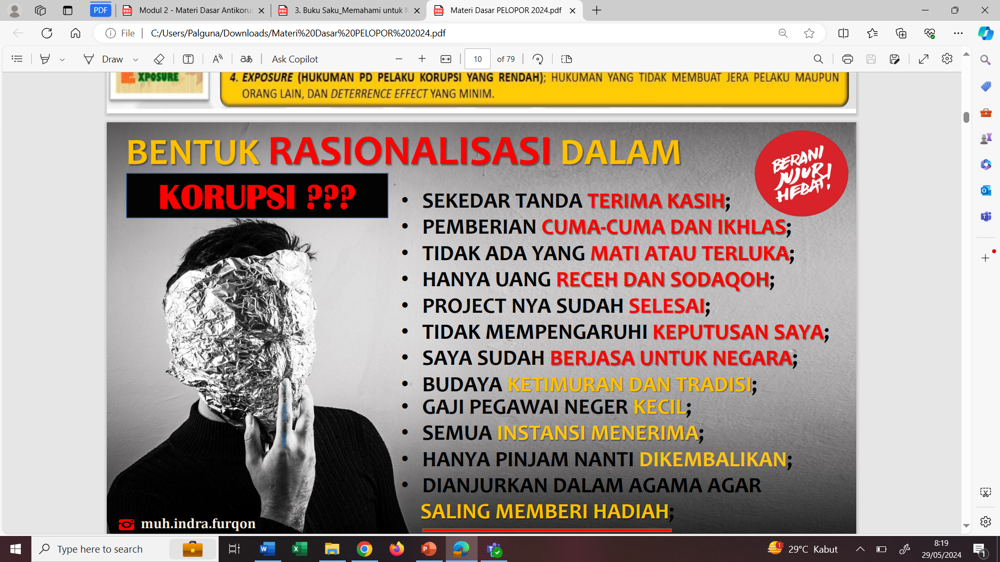 PDF
Modul 2 - Materi Dasar Antikoru
3. Buku Saku_Memahami untuk M
Materi Dasar PELOPOR 2024.pdf
File
C:/Users/Palguna/Downloads/Materi%20Dasar%20PELOPOR%202024.pdf
Draw
Ask Copilot
10 of 79
EXPOSURE
4. EXPOSURE (HUKUMAN PD PELAKU KORUPSI YANG RENDAH); HUKUMAN YANG TIDAK MEMBUAT JERA PELAKU MAUPUN
ORANG LAIN, DAN DETERRENCE EFFECT YANG MINIM.
BENTUK RASIONALISASI DALAM
KORUPSI ???
BERANI
JUJUR!
HEBAT!
• SEKEDAR TANDA TERIMA KASIH;
• PEMBERIAN CUMA-CUMA DAN IKHLAS;
• TIDAK ADA YANG MATI ATAU TERLUKA;
• HANYA UANG RECEH DAN SODAQOH;
• PROJECT NYA SUDAH SELESAI;
• TIDAK MEMPENGARUHI KEPUTUSAN SAYA;
• SAYA SUDAH BERJASA UNTUK NEGARA;
• BUDAYA KETIMURAN DAN TRADISI;
• GAJI PEGAWAI NEGER KECIL;
• SEMUA INSTANSI MENERIMA;
• HANYA PINJAM NANTI DIKEMBALIKAN;
• DIANJURKAN DALAM AGAMA AGAR
SALING MEMBERI HADIAH;
muh.indra.furqon
Type here to search
29°C Kabut
8:19
29/05/2024
1